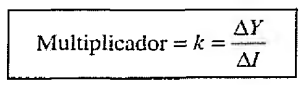 Multiplicador = k = ΔY/ΔI